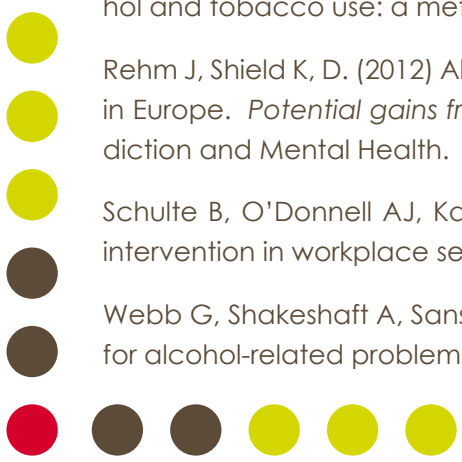 hol and tobacco use: a met
Rehm J, Shield K, D. (2012) Al
in Europe. Potential gains fr
diction and Mental Health.
Schulte B, O’Donnell AJ, Ka
intervention in workplace se
Webb G, Shakeshaft A, Sans
for alcohol-related problem